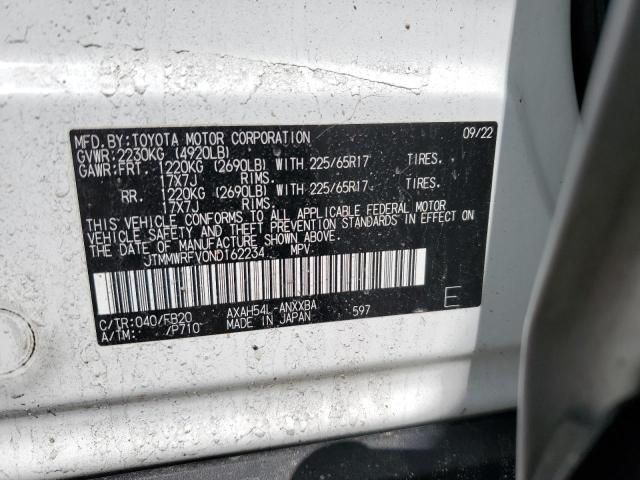 MFD.BY:TOYOTA MOTOR CORPORATION 09/22
GVWR:2230KG (4920LB)
GAWR:FRT. 1220KG (2690LB) WITH 225/65R17 TIRES.
17X7J RIMS.
RR. 1220KG (2690LB) WITH 225/65R17 TIRES.
17X7J RIMS.
THIS VEHICLE CONFORMS TO ALL APPLICABLE FEDERAL MOTOR
VEHICLE SAFETY AND THEFT PREVENTION STANDARDS IN EFFECT ON
THE DATE OF MANUFACTURE SHOWN ABOVE.
JTMMWRFV0ND162234 MPV
C/TR:040/FB20 AXAH54L-ANXXBA 597 E
A/TM: /P710 MADE IN JAPAN